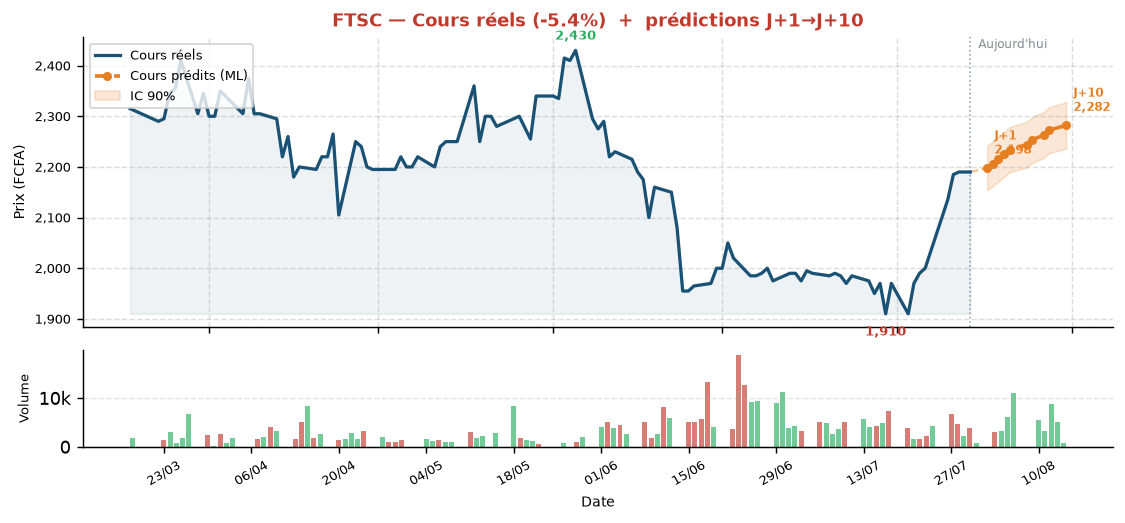 FTSC — Cours réels (-5.4%)  +  prédictions J+1→J+10
2,430
Aujourd'hui
Cours réels
Cours prédits (ML)
IC 90%
J+10
2,282
J+1
2,198
1,910
Prix (FCFA)
2,400
2,300
2,200
2,100
2,000
1,900
Volume
10k
0
23/03
06/04
20/04
04/05
18/05
01/06
15/06
29/06
13/07
27/07
10/08
Date